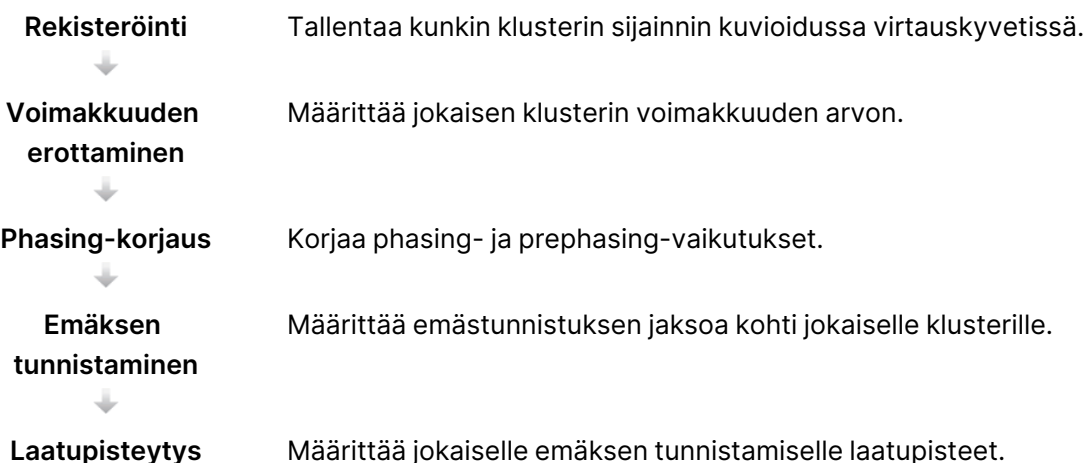 Rekisteröinti
Tallentaa kunkin klusterin sijainnin kuvioidussa virtauskyvetissä.
Voimakkuuden
erottaminen
Määrittää jokaisen klusterin voimakkuuden arvon.
Phasing-korjaus
Korjaa phasing- ja prephasing-vaikutukset.
Emäksen
tunnistaminen
Määrittää emästunnistuksen jaksoa kohti jokaiselle klusterille.
Laatupisteytys
Määrittää jokaiselle emäksen tunnistamiselle laatupisteet.